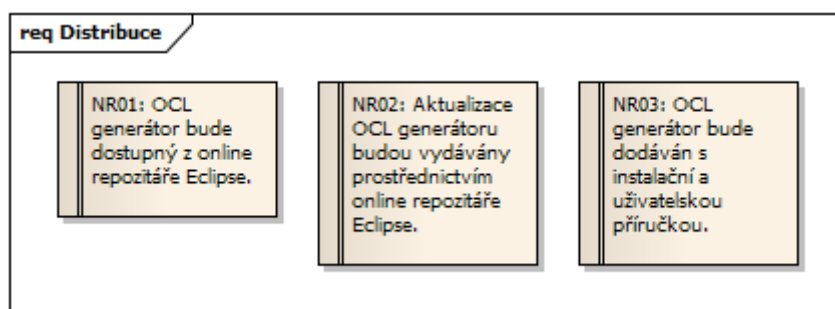 req Distribuce
NR01: OCL
generátor bude
dostupný z online
repozitáře Eclipse.
NR02: Aktualizace
OCL generátoru
budou vydávány
prostřednictvím
online repozitáře
Eclipse.
NR03: OCL
generátor bude
dodáván s
instalační a
uživatelskou
příručkou.